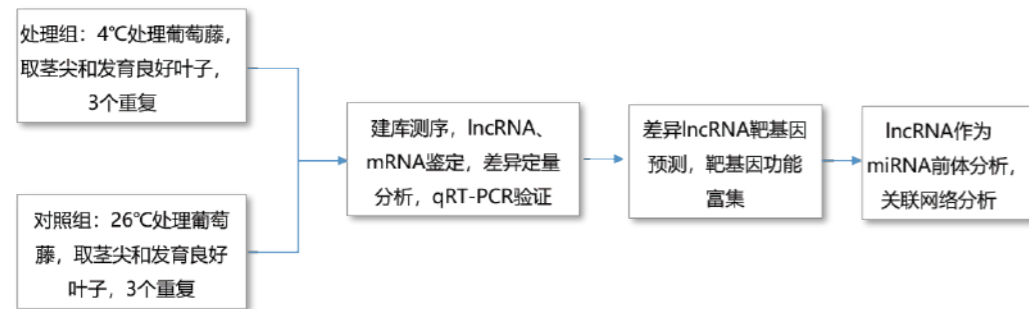 处理组：4℃处理葡萄藤，
取茎尖和发育良好叶子，
3个重复
对照组：26℃处理葡萄
藤，取茎尖和发育良好
叶子，3个重复
建库测序，lncRNA、
mRNA鉴定，差异定量
分析，qRT-PCR验证
差异lncRNA靶基因
预测，靶基因功能
富集
lncRNA作为
miRNA前体分析，
关联网络分析